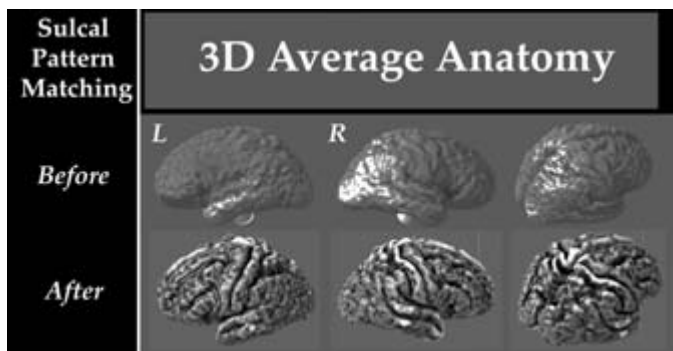 Sulcal
Pattern
Matching
3D Average Anatomy
L
R
Before
After